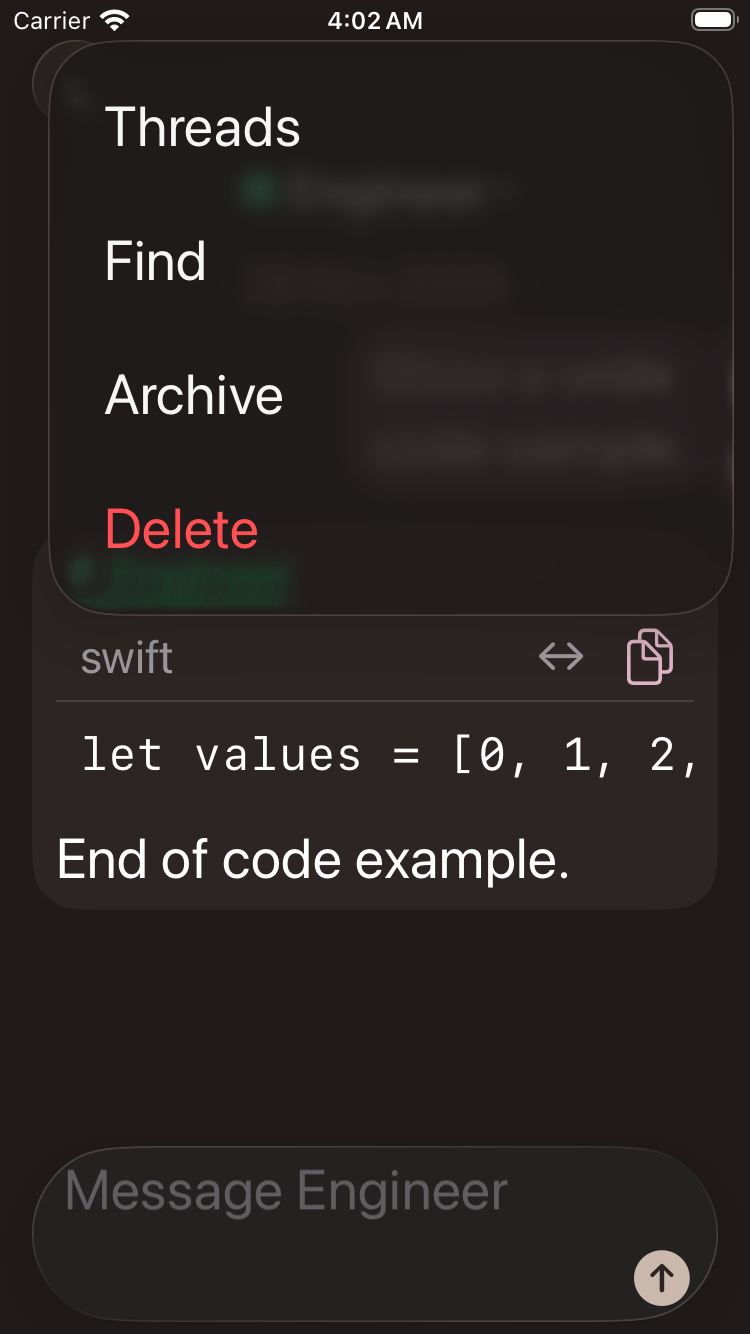 Carrier
4:02 AM
Threads
Find
Archive
Delete
swift
let values = [0, 1, 2,
End of code example.
Message Engineer